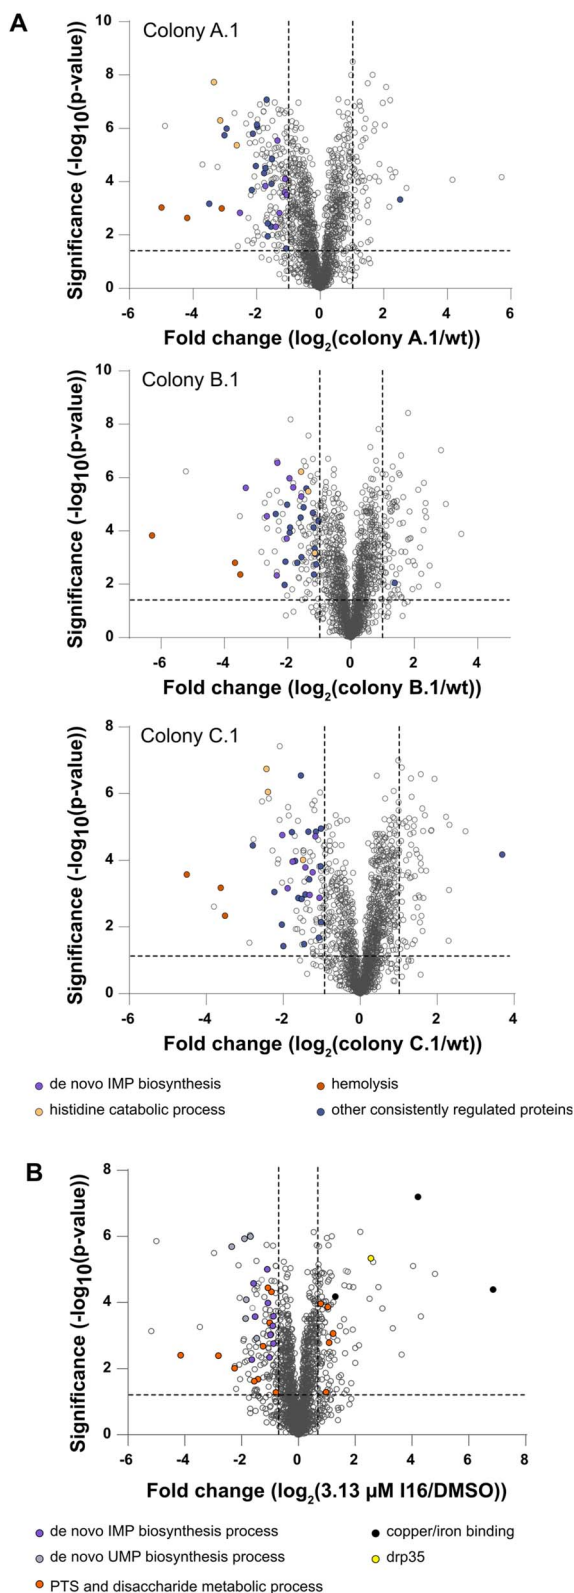 A
Colony A.1
Significance (-log10(p-value))
10
8
6
4
2
0
-6 -4 -2 0 2 4 6
Fold change (log2(colony A.1/wt))
Colony B.1
Significance (-log10(p-value))
10
8
6
4
2
0
-6 -4 -2 0 2 4
Fold change (log2(colony B.1/wt))
Colony C.1
Significance (-log10(p-value))
8
6
4
2
0
-6 -4 -2 0 2 4
Fold change (log2(colony C.1/wt))
de novo IMP biosynthesis hemolysis
histidine catabolic process other consistently regulated proteins
B
Significance (-log10(p-value))
8
6
4
2
0
-6 -4 -2 0 2 4 6 8
Fold change (log2(3.13 µM I16/DMSO))
de novo IMP biosynthesis process copper/iron binding
de novo UMP biosynthesis process drp35
PTS and disaccharide metabolic process